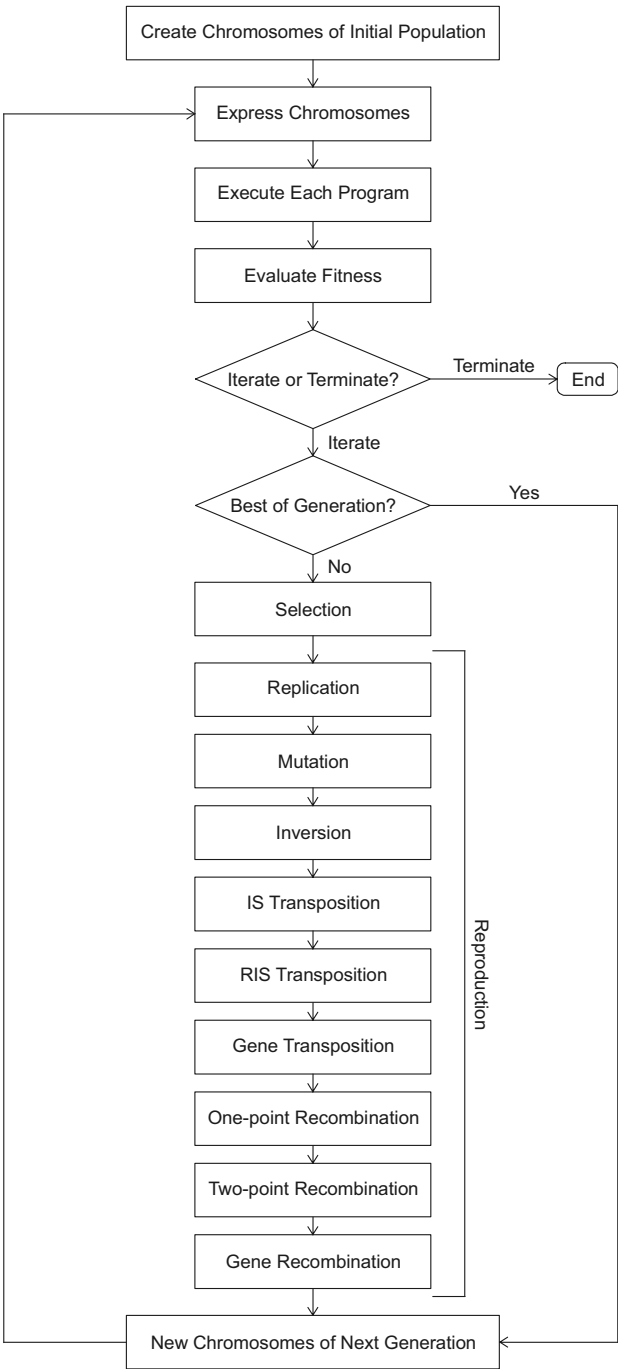 Create Chromosomes of Initial Population
Express Chromosomes
Execute Each Program
Evaluate Fitness
Iterate or Terminate?
Terminate
End
Iterate
Best of Generation?
Yes
No
Selection
Replication
Mutation
Inversion
IS Transposition
RIS Transposition
Gene Transposition
One-point Recombination
Two-point Recombination
Gene Recombination
Reproduction
New Chromosomes of Next Generation